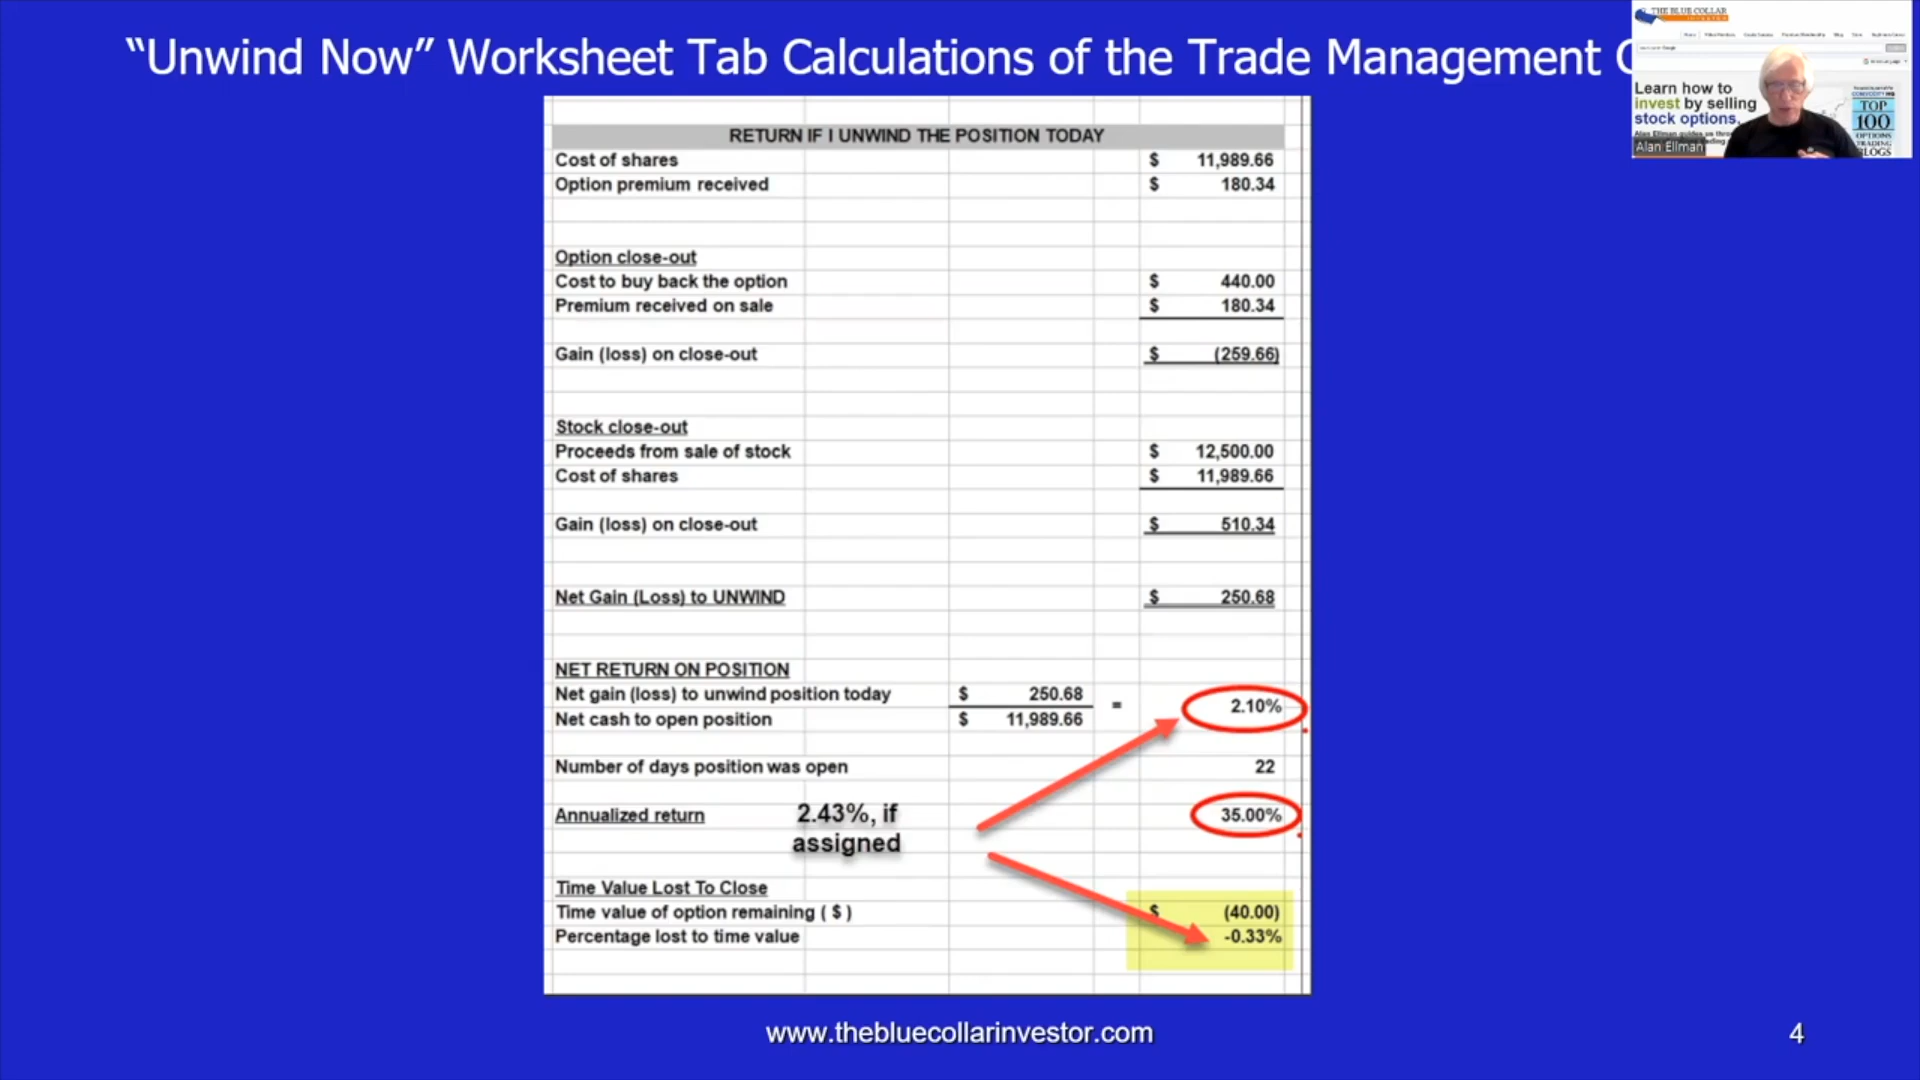 “Unwind Now” Worksheet Tab Calculations of the Trade Management
THE BLUE COLLAR
INVESTOR
Learn how to
invest by selling
stock options.
TOP
100
OPTIONS
TRADING
BLOGS
Alan Ellman
RETURN IF I UNWIND THE POSITION TODAY
Cost of shares $ 11,989.66
Option premium received $ 180.34
Option close-out
Cost to buy back the option $ 440.00
Premium received on sale $ 180.34
Gain (loss) on close-out $ (259.66)
Stock close-out
Proceeds from sale of stock $ 12,500.00
Cost of shares $ 11,989.66
Gain (loss) on close-out $ 510.34
Net Gain (Loss) to UNWIND $ 250.68
NET RETURN ON POSITION
Net gain (loss) to unwind position today $ 250.68
= 2.10%
Net cash to open position $ 11,989.66
Number of days position was open 22
Annualized return 35.00%
2.43%, if
assigned
Time Value Lost To Close
Time value of option remaining ( $ ) $ (40.00)
Percentage lost to time value -0.33%
www.thebluecollarinvestor.com
4